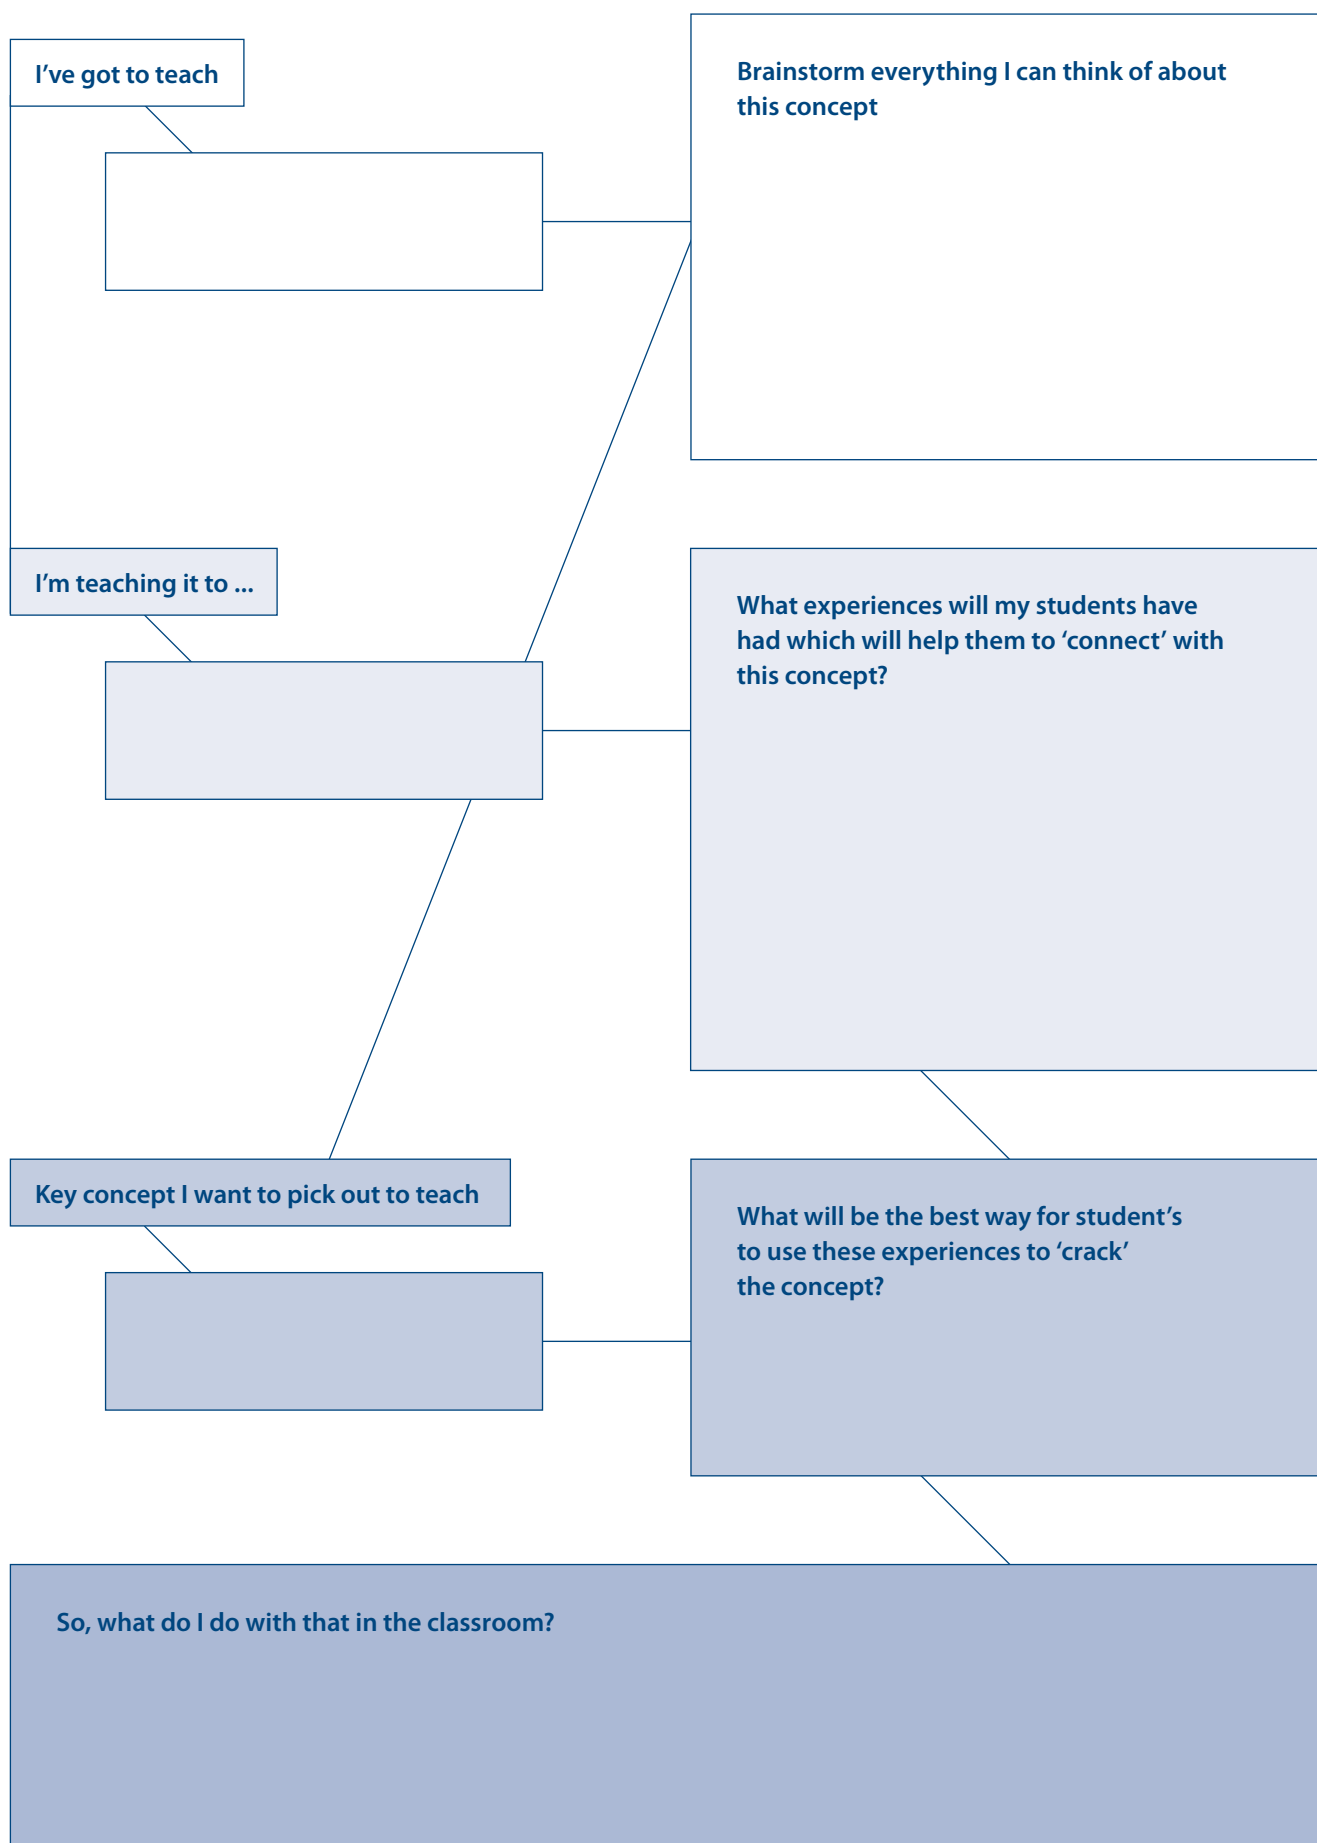 I've got to teach
Brainstorm everything I can think of about
this concept
I'm teaching it to ...
What experiences will my students have
had which will help them to ‘connect’ with
this concept?
Key concept I want to pick out to teach
What will be the best way for student's
to use these experiences to ‘crack’
the concept?
So, what do I do with that in the classroom?